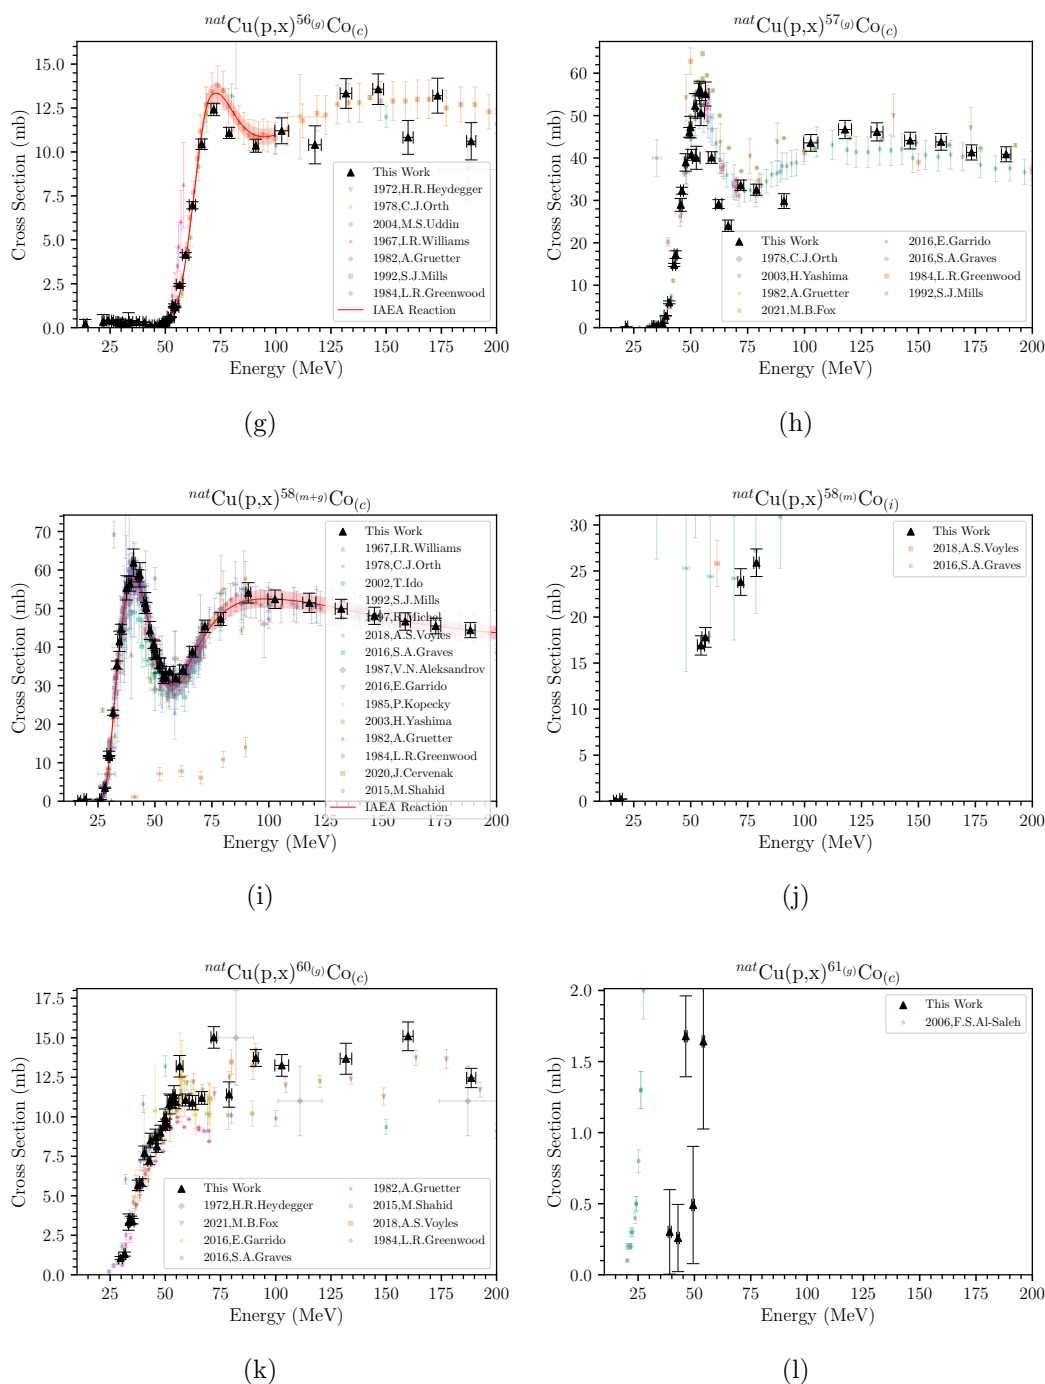 natCu(p,x)56(g)Co(c)
Cross Section (mb)
15.0
12.5
10.0
7.5
5.0
2.5
0.0
This Work
1972,H.R.Heydegger
1978,C.J.Orth
2004,M.S.Uddin
1967,I.R.Williams
1982,A.Gruetter
1992,S.J.Mills
1984,L.R.Greenwood
IAEA Reaction
25 50 75 100 125 150 175 200
Energy (MeV)
(g)
natCu(p,x)57(g)Co(c)
Cross Section (mb)
60
50
40
30
20
10
0
This Work
1978,C.J.Orth
2003,H.Yashima
1982,A.Gruetter
2021,M.B.Fox
2016,E.Garrido
2016,S.A.Graves
1984,L.R.Greenwood
1992,S.J.Mills
25 50 75 100 125 150 175 200
Energy (MeV)
(h)
natCu(p,x)58(m+g)Co(c)
Cross Section (mb)
70
60
50
40
30
20
10
0
This Work
1967,I.R.Williams
1978,C.J.Orth
2002,T.Ido
1992,S.J.Mills
1997,R.Michel
2018,A.S.Voyles
2016,S.A.Graves
1987,V.N.Aleksandrov
2016,E.Garrido
1985,P.Kopecky
2003,H.Yashima
1982,A.Gruetter
1984,L.R.Greenwood
2020,J.Cervenak
2015,M.Shahid
IAEA Reaction
25 50 75 100 125 150 175 200
Energy (MeV)
(i)
natCu(p,x)58(m)Co(i)
Cross Section (mb)
30
25
20
15
10
5
0
This Work
2018,A.S.Voyles
2016,S.A.Graves
25 50 75 100 125 150 175 200
Energy (MeV)
(j)
natCu(p,x)60(g)Co(c)
Cross Section (mb)
17.5
15.0
12.5
10.0
7.5
5.0
2.5
0.0
This Work
1972,H.R.Heydegger
2021,M.B.Fox
2016,E.Garrido
2016,S.A.Graves
1982,A.Gruetter
2015,M.Shahid
2018,A.S.Voyles
1984,L.R.Greenwood
25 50 75 100 125 150 175 200
Energy (MeV)
(k)
natCu(p,x)61(g)Co(c)
Cross Section (mb)
2.0
1.5
1.0
0.5
0.0
This Work
2006,F.S.Al-Saleh
25 50 75 100 125 150 175 200
Energy (MeV)
(l)